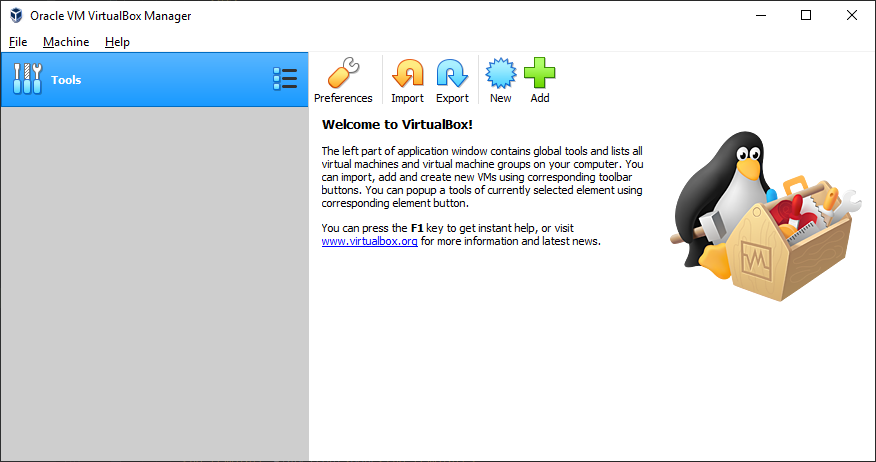 Oracle VM VirtualBox Manager
File Machine Help
Tools
Preferences Import Export New Add
Welcome to VirtualBox!
The left part of application window contains global tools and lists all
virtual machines and virtual machine groups on your computer. You
can import, add and create new VMs using corresponding toolbar
buttons. You can popup a tools of currently selected element using
corresponding element button.
You can press the F1 key to get instant help, or visit
www.virtualbox.org for more information and latest news.